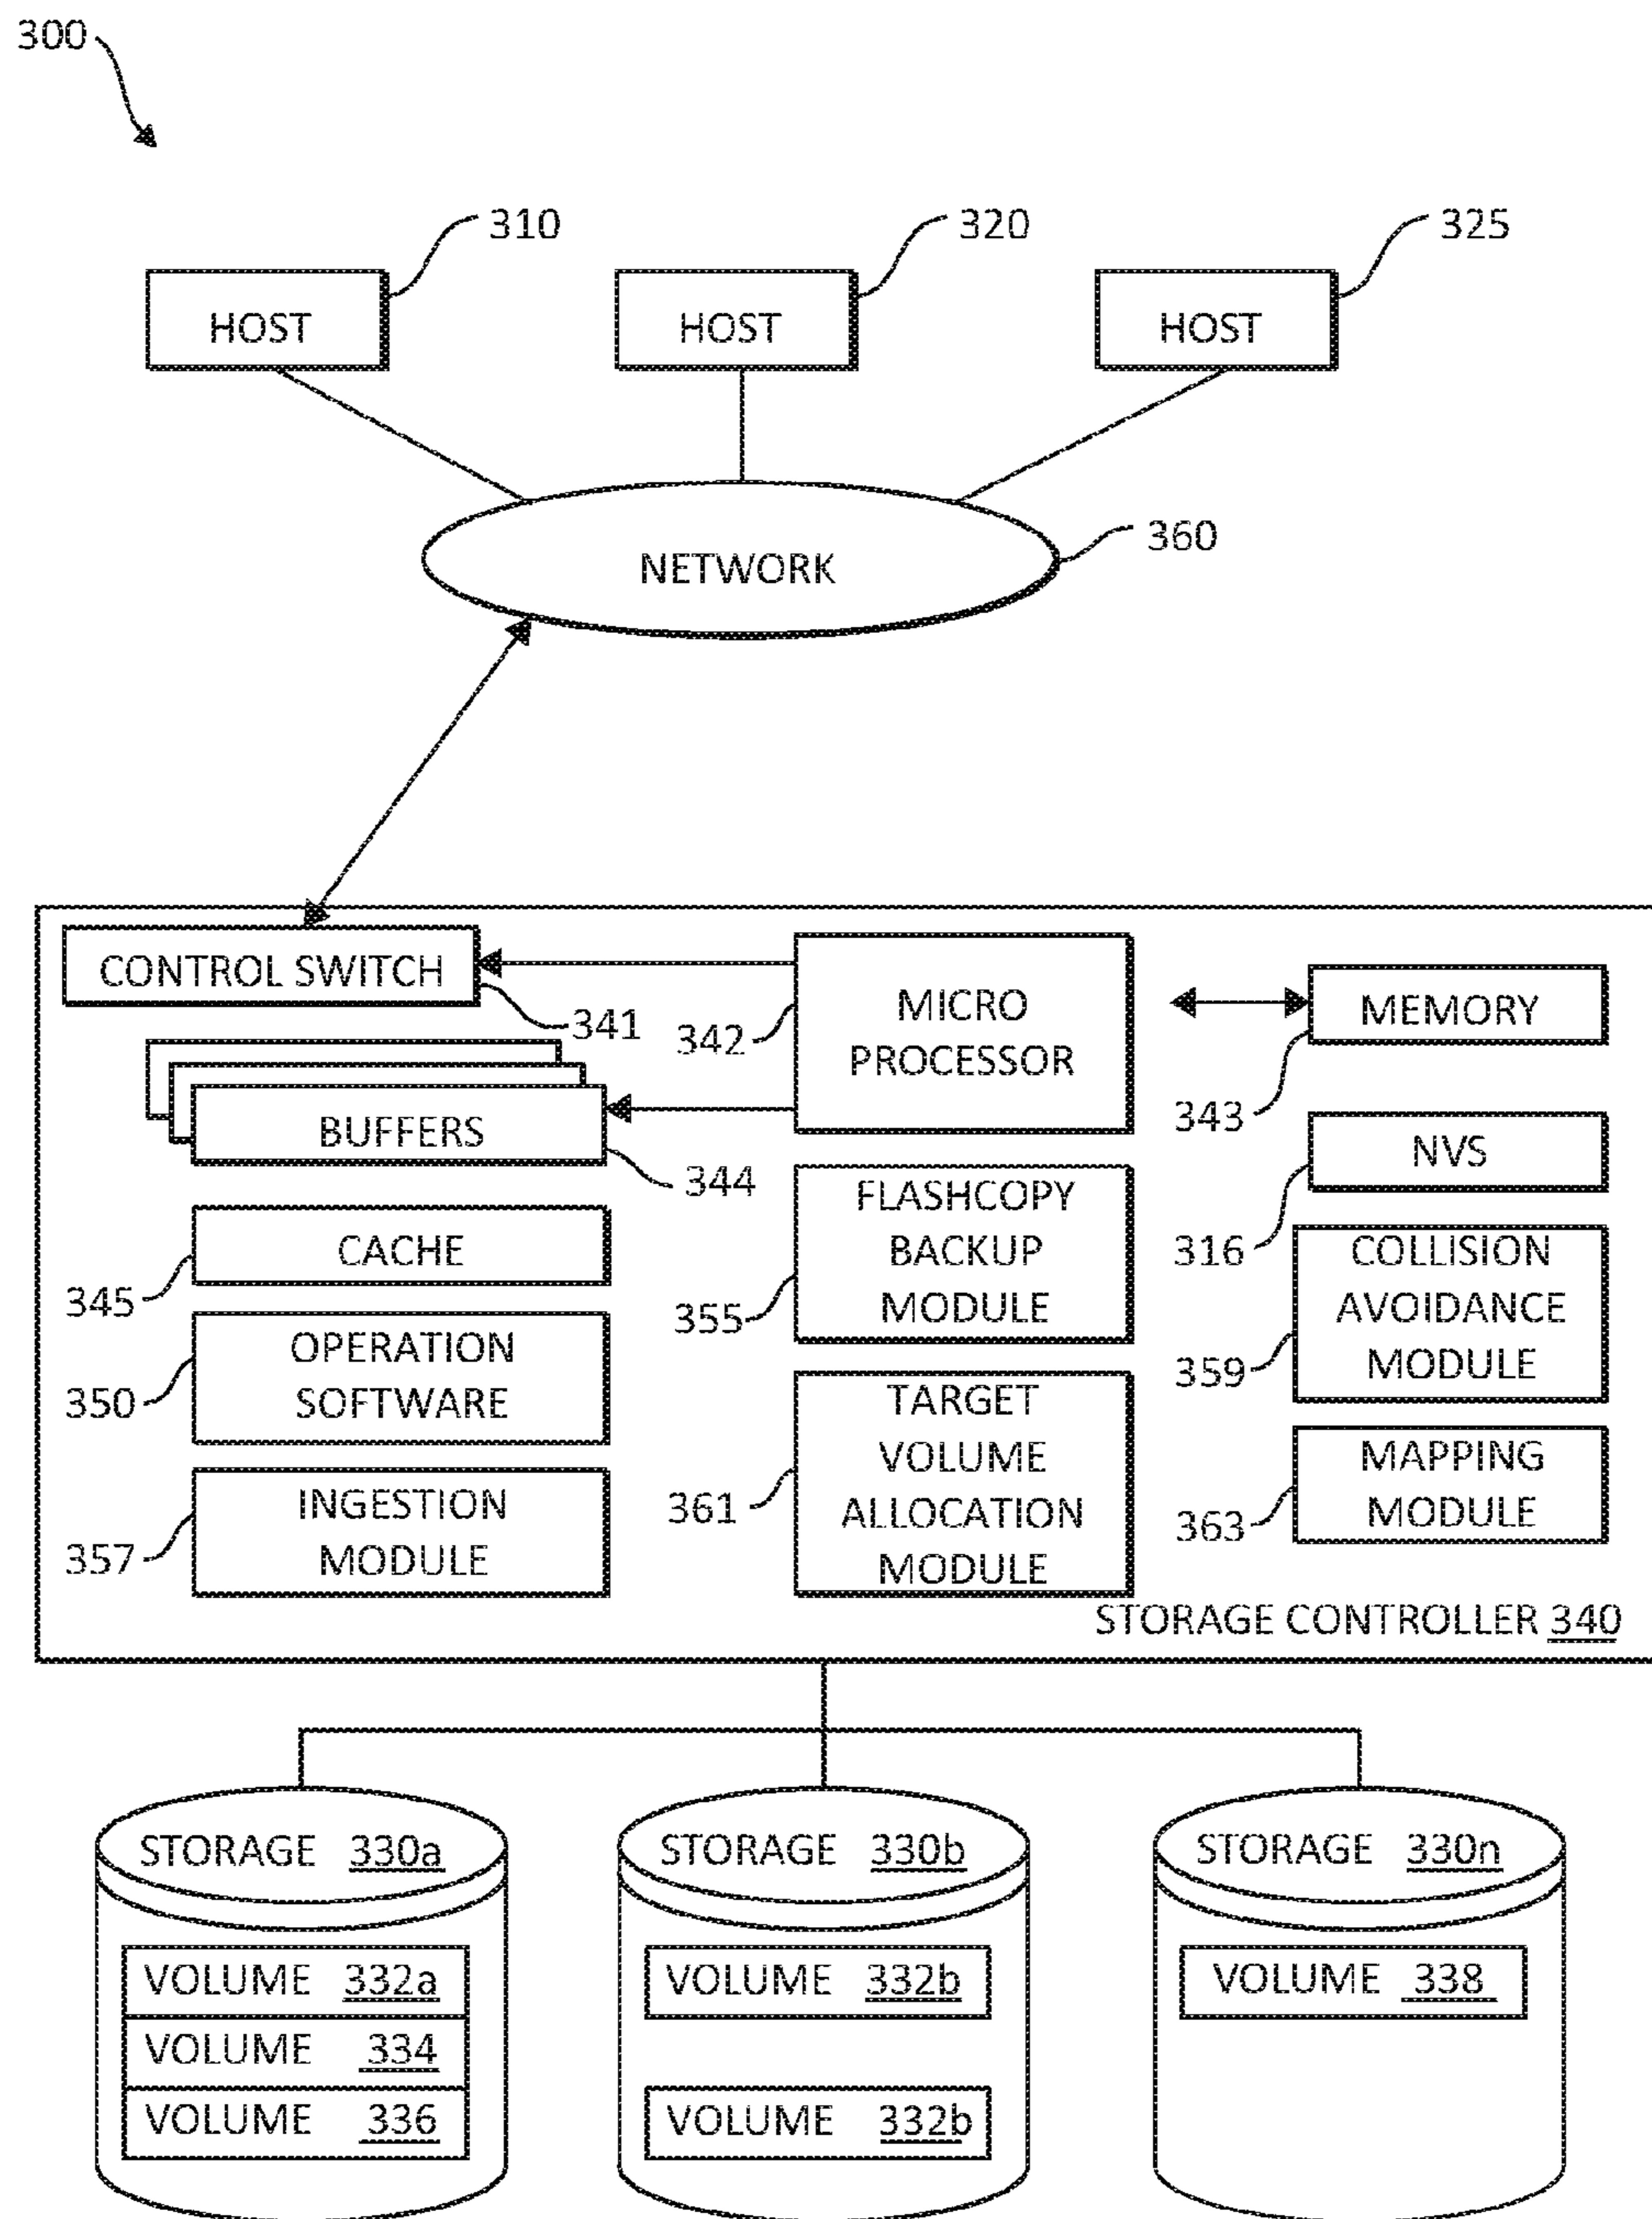 300
310
320
325
HOST
HOST
HOST
360
NETWORK
CONTROL SWITCH
341
342
MICRO
PROCESSOR
MEMORY
343
BUFFERS
344
NVS
316
CACHE
345
FLASHCOPY
BACKUP
MODULE
355
COLLISION
AVOIDANCE
MODULE
359
OPERATION
SOFTWARE
350
TARGET
VOLUME
ALLOCATION
MODULE
361
MAPPING
MODULE
363
INGESTION
MODULE
357
STORAGE CONTROLLER 340
STORAGE 330a
STORAGE 330b
STORAGE 330n
VOLUME 332a
VOLUME 334
VOLUME 336
VOLUME 332b
VOLUME 332b
VOLUME 338